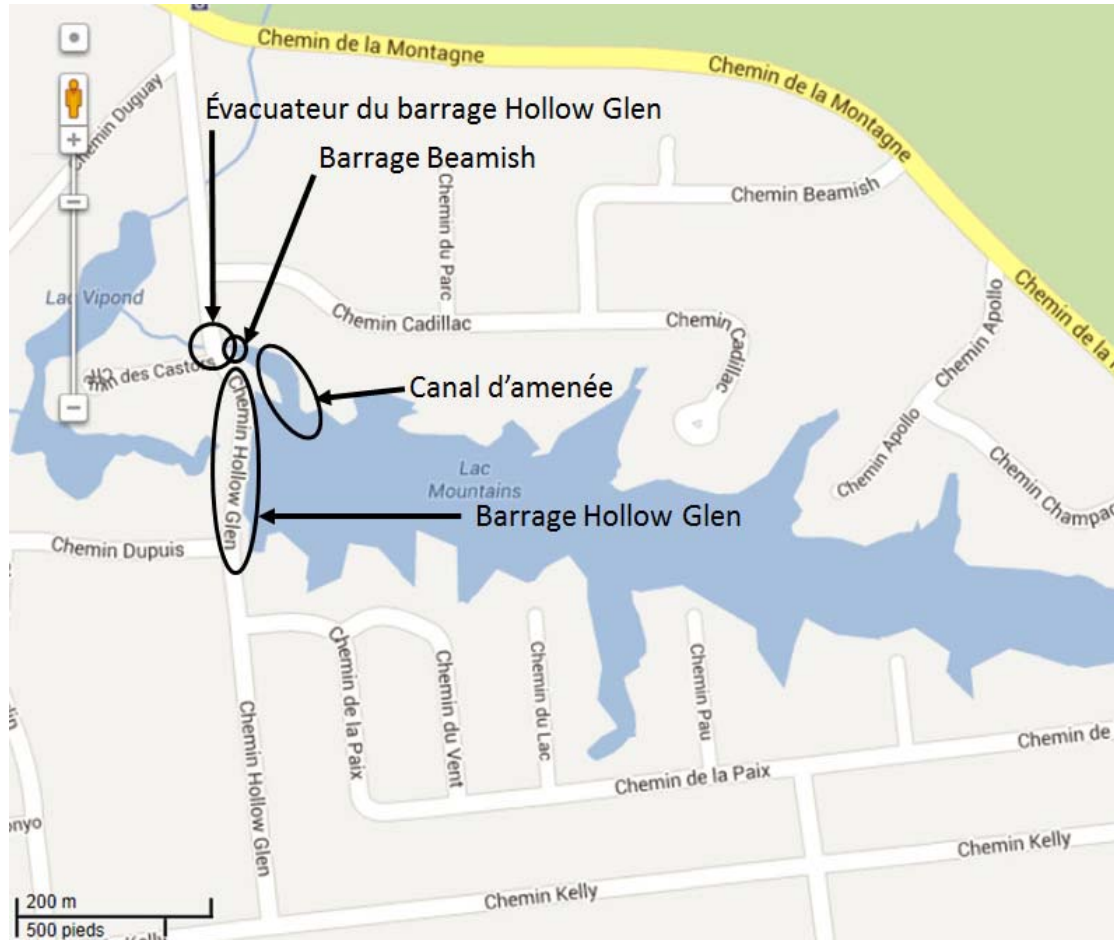 Chemin de la Montagne
Chemin de la Montagne
Chemin Duguay
Évacuateur du barrage Hollow Glen
Barrage Beamish
Chemin du Parc
Chemin Beamish
Lac Vipond
Chemin Cadillac
Chemin Cadillac
Chemin Apollo
Chemin de la
des Castors
Canal d'amenée
Chemin Hollow Glen
Lac
Mountains
Chemin Apollo
Chemin Champac
Barrage Hollow Glen
Chemin Dupuis
Chemin de la Paix
Chemin du Vent
Chemin du Lac
Chemin Pau
Chemin Hollow Glen
Chemin de
Chemin de la Paix
onyo
Chemin Kelly
Chemin Kelly
200 m
500 pieds
Kelly